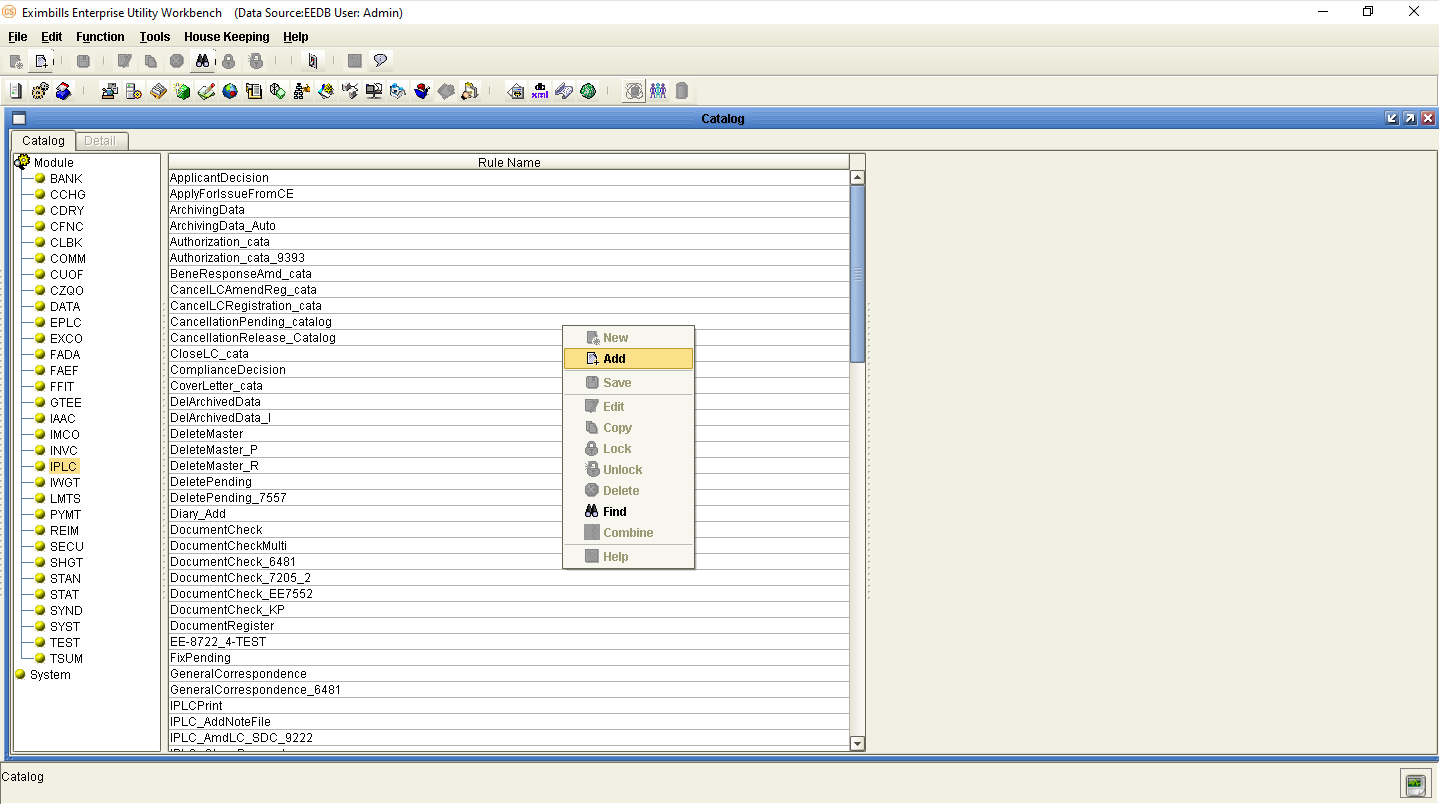 CS Eximbills Enterprise Utility Workbench (Data Source:EEDB User: Admin)
File Edit Function Tools House Keeping Help
Catalog
Catalog Detail
Module
BANK
CCHG
CDRY
CFNC
CLBK
COMM
CUOF
CZQO
DATA
EPLC
EXCO
FADA
FAEF
FFIT
GTEE
IAAC
IMCO
INVC
IPLC
IWGT
LMTS
PYMT
REIM
SECU
SHGT
STAN
STAT
SYND
SYST
TEST
TSUM
System
Rule Name
ApplicantDecision
ApplyForIssueFromCE
ArchivingData
ArchivingData_Auto
Authorization_cata
Authorization_cata_9393
BeneResponseAmd_cata
CancelLCAmendReg_cata
CancelLCRegistration_cata
CancellationPending_catalog
CancellationRelease_Catalog
CloseLC_cata
ComplianceDecision
CoverLetter_cata
DelArchivedData
DelArchivedData_I
DeleteMaster
DeleteMaster_P
DeleteMaster_R
DeletePending
DeletePending_7557
Diary_Add
DocumentCheck
DocumentCheckMulti
DocumentCheck_6481
DocumentCheck_7205_2
DocumentCheck_EE7552
DocumentCheck_KP
DocumentRegister
EE-8722_4-TEST
FixPending
GeneralCorrespondence
GeneralCorrespondence_6481
IPLCPrint
IPLC_AddNoteFile
IPLC_AmdLC_SDC_9222
New
Add
Save
Edit
Copy
Lock
Unlock
Delete
Find
Combine
Help
Catalog